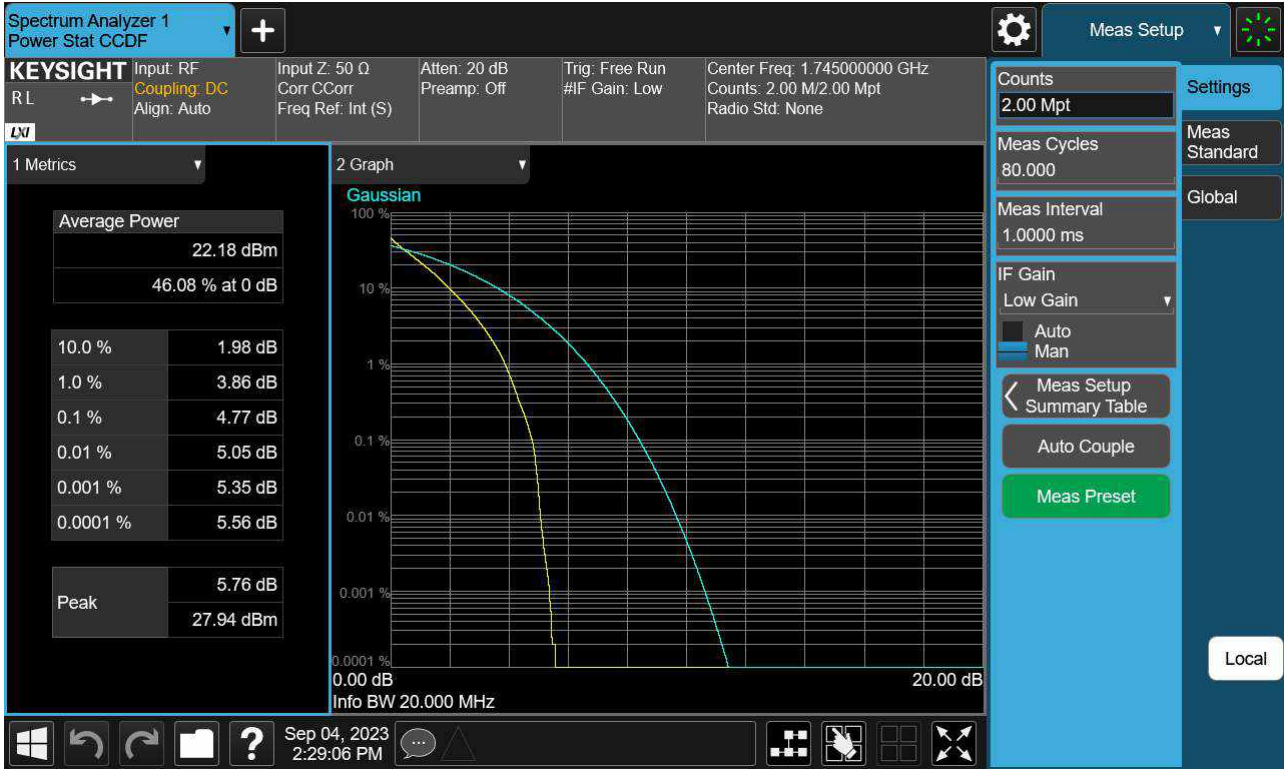 Spectrum Analyzer 1
Power Stat CCDF
Meas Setup
KEYSIGHT
R L
LXI
Input: RF
Coupling: DC
Align: Auto
Input Z: 50 Ω
Corr CCorr
Freq Ref: Int (S)
Atten: 20 dB
Preamp: Off
Trig: Free Run
#IF Gain: Low
Center Freq: 1.745000000 GHz
Counts: 2.00 M/2.00 Mpt
Radio Std: None
1 Metrics
Average Power
22.18 dBm
46.08 % at 0 dB
10.0 % 1.98 dB
1.0 % 3.86 dB
0.1 % 4.77 dB
0.01 % 5.05 dB
0.001 % 5.35 dB
0.0001 % 5.56 dB
Peak
5.76 dB
27.94 dBm
2 Graph
Gaussian
100 %
10 %
1 %
0.1 %
0.01 %
0.001 %
0.0001 %
0.00 dB 20.00 dB
Info BW 20.000 MHz
Counts
2.00 Mpt
Meas Cycles
80.000
Meas Interval
1.0000 ms
IF Gain
Low Gain
Auto
Man
Meas Setup
Summary Table
Auto Couple
Meas Preset
Settings
Meas
Standard
Global
Local
?
Sep 04, 2023
2:29:06 PM